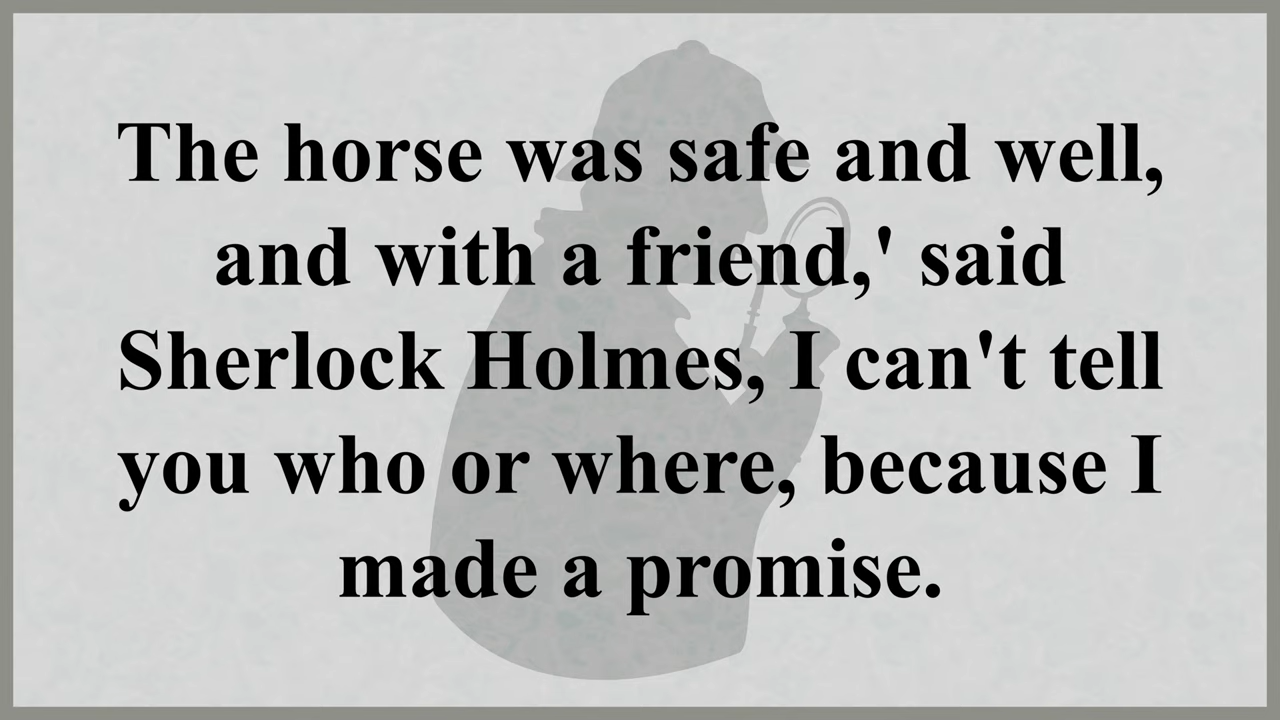 The horse was safe and well,
and with a friend,' said
Sherlock Holmes, I can't tell
you who or where, because I
made a promise.